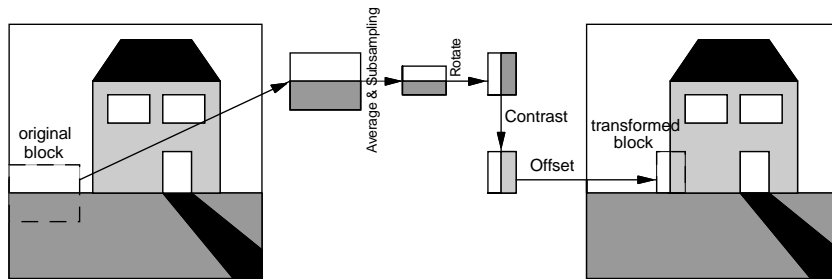 original
block
Average & Subsampling
Rotate
Contrast
Offset
transformed
block